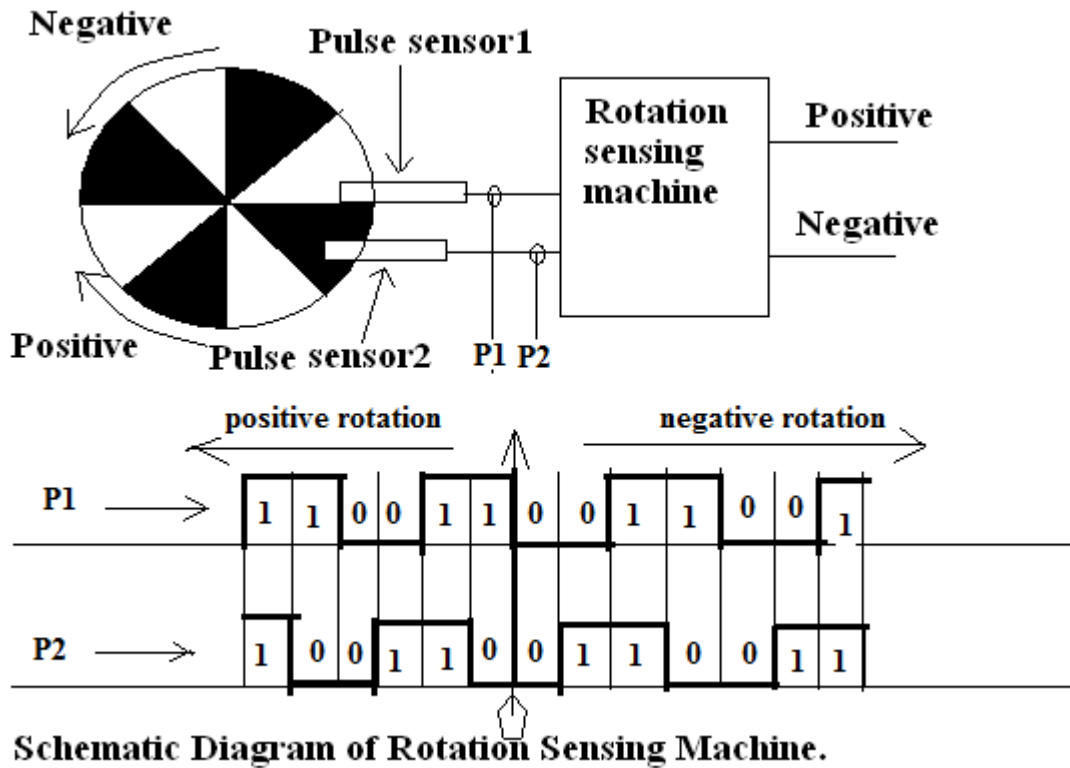 Negative
Pulse sensor1
Rotation
sensing
machine
Positive
Negative
Positive
Pulse sensor2
P1 P2
positive rotation
negative rotation
P1
1 1 0 0 1 1 0 0 1 1 0 0 1
P2
1 0 0 1 1 0 0 1 1 0 0 1 1
Schematic Diagram of Rotation Sensing Machine.